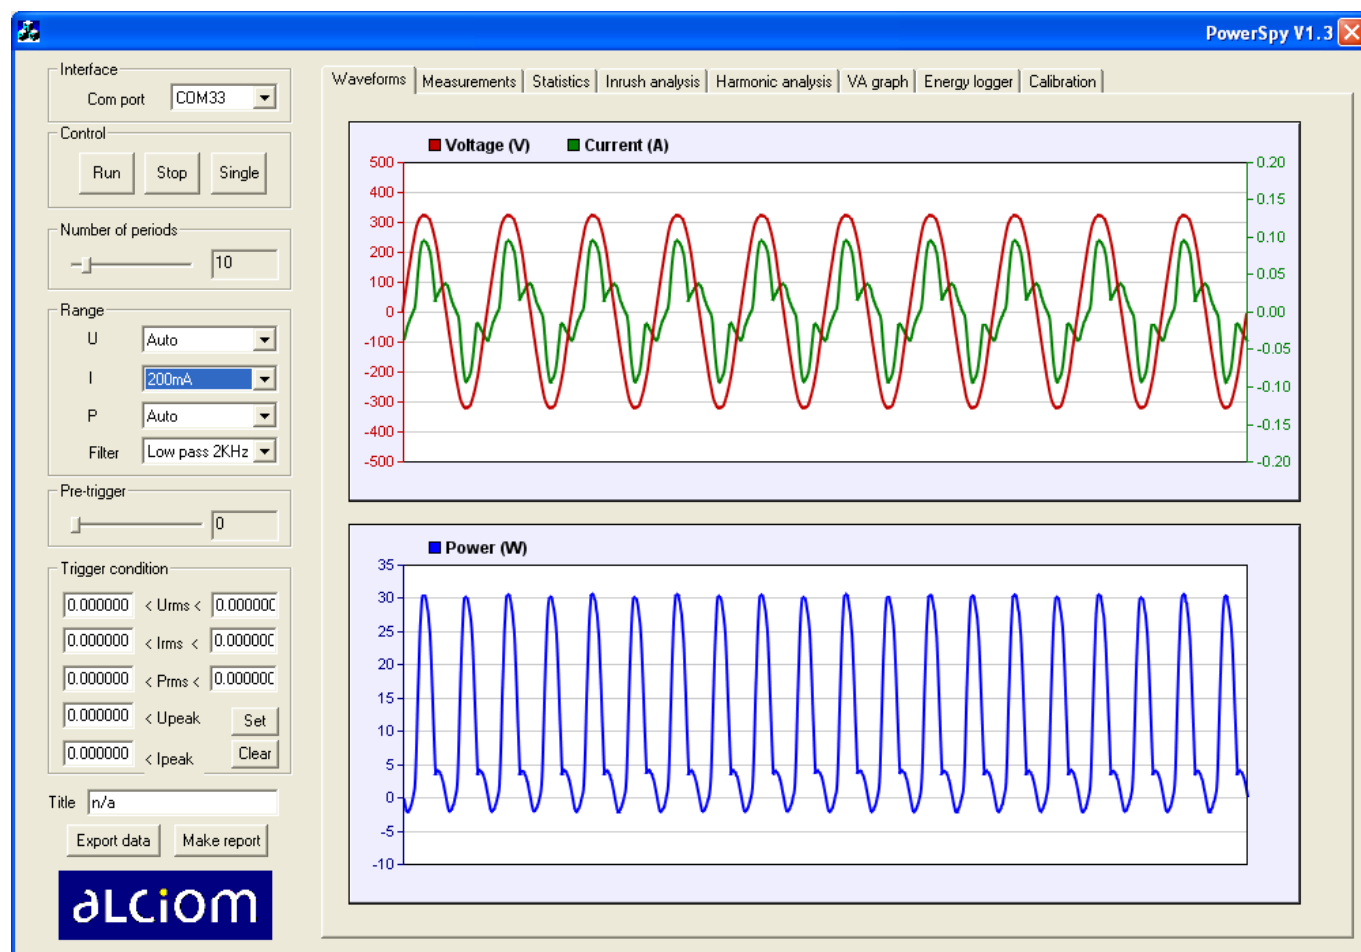 PowerSpy V1.3
Interface
Com port COM33
Control
Run Stop Single
Number of periods
10
Range
U Auto
I 200mA
P Auto
Filter Low pass 2KHz
Pre-trigger
0
Trigger condition
0.000000 < Urms < 0.000000
0.000000 < Irms < 0.000000
0.000000 < Prms < 0.000000
0.000000 < Upeak Set
0.000000 < Ipeak Clear
Title n/a
Export data Make report
aLCiOM
Waveforms Measurements Statistics Inrush analysis Harmonic analysis VA graph Energy logger Calibration
Voltage (V) Current (A)
500 0.20
400 0.15
300
200 0.10
100 0.05
0 0.00
-100 -0.05
-200
-300 -0.10
-400 -0.15
-500 -0.20
Power (W)
35
30
25
20
15
10
5
0
-5
-10